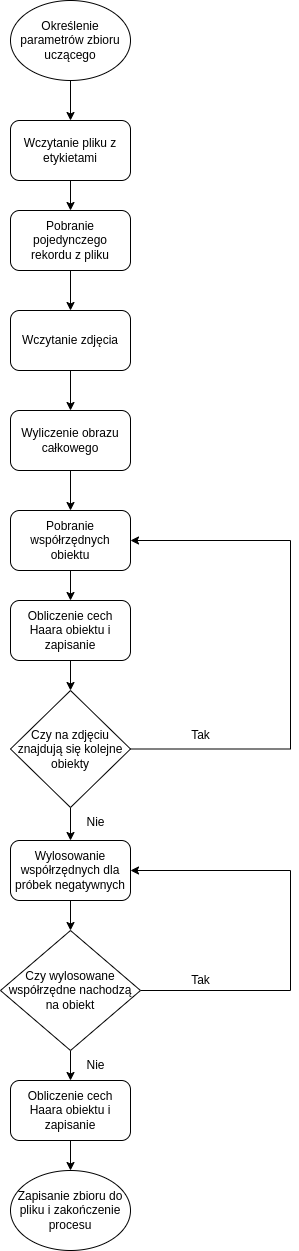 Określenie
parametrów zbioru
uczącego
Wczytanie pliku z
etykietami
Pobranie
pojedynczego
rekordu z pliku
Wczytanie zdjęcia
Wyliczenie obrazu
całkowego
Pobranie
współrzędnych
obiektu
Obliczenie cech
Haara obiektu i
zapisanie
Czy na zdjęciu
znajdują się kolejne
obiekty
Tak
Nie
Wylosowanie
współrzędnych dla
próbek negatywnych
Czy wylosowane
współrzędne nachodzą
na obiekt
Tak
Nie
Obliczenie cech
Haara obiektu i
zapisanie
Zapisanie zbioru do
pliku i zakończenie
procesu